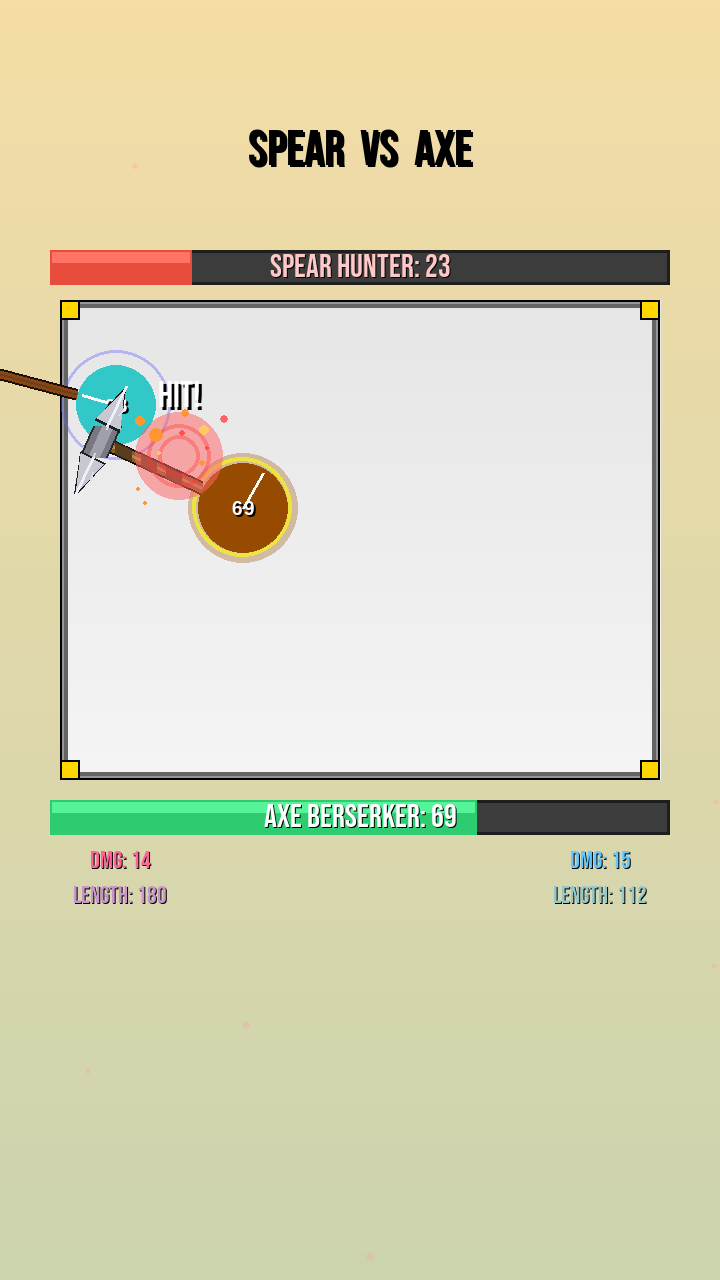 SPEAR VS AXE
SPEAR HUNTER: 23
HIT!
69
AXE BERSERKER: 69
DMG: 14
DMG: 15
LENGTH: 180
LENGTH: 112